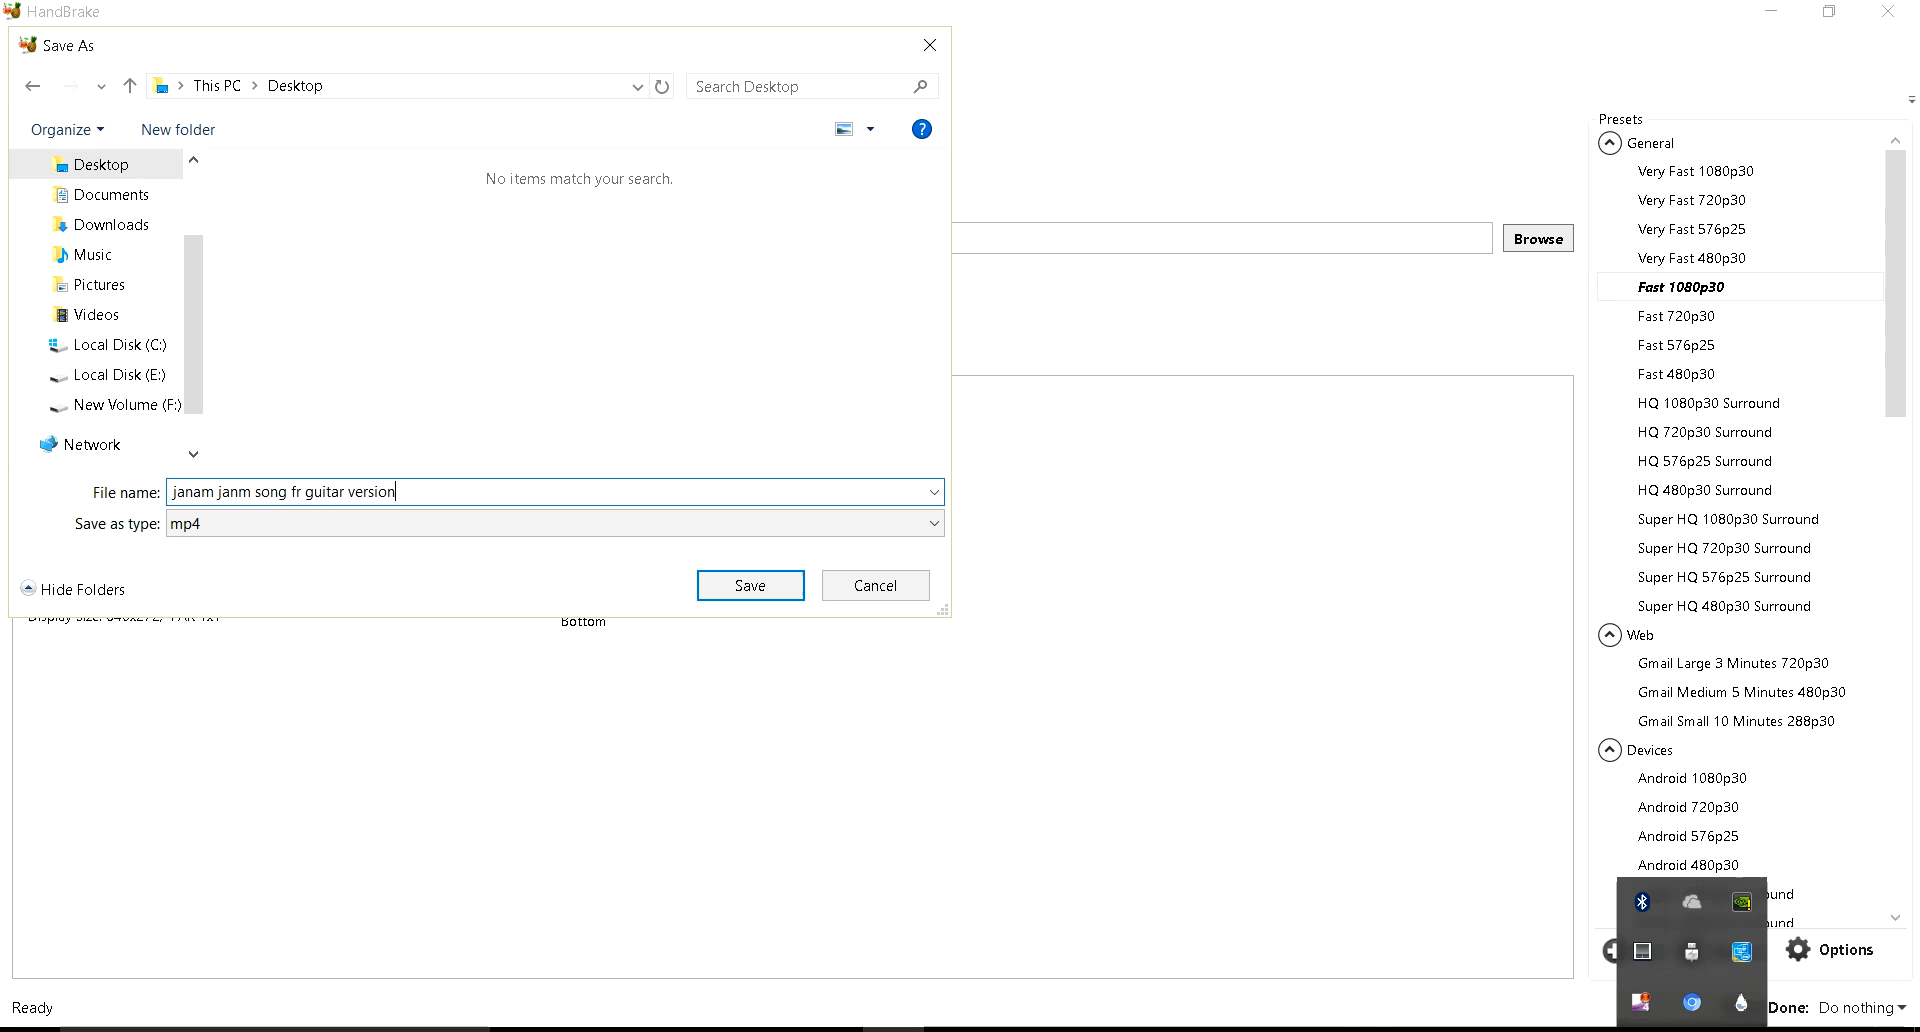 HandBrake
Save As
This PC > Desktop
Search Desktop
Organize
New folder
?
Desktop
Documents
Downloads
Music
Pictures
Videos
Local Disk (C:)
Local Disk (E:)
New Volume (F:)
Network
No items match your search.
File name: janam janm song fr guitar version
Save as type: mp4
Hide Folders
Save
Cancel
Browse
Bottom
Presets
General
Very Fast 1080p30
Very Fast 720p30
Very Fast 576p25
Very Fast 480p30
Fast 1080p30
Fast 720p30
Fast 576p25
Fast 480p30
HQ 1080p30 Surround
HQ 720p30 Surround
HQ 576p25 Surround
HQ 480p30 Surround
Super HQ 1080p30 Surround
Super HQ 720p30 Surround
Super HQ 576p25 Surround
Super HQ 480p30 Surround
Web
Gmail Large 3 Minutes 720p30
Gmail Medium 5 Minutes 480p30
Gmail Small 10 Minutes 288p30
Devices
Android 1080p30
Android 720p30
Android 576p25
Android 480p30
Options
Ready
Done: Do nothing